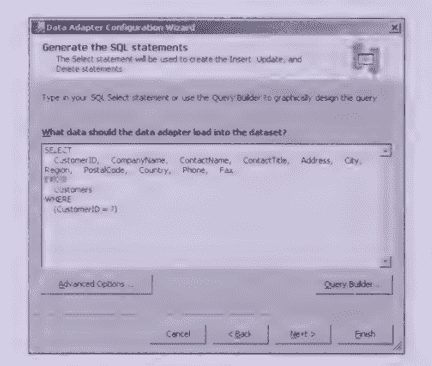 Data Adapter Configuration Wizard
Generate the SQL statements
The Select statement will be used to create the Insert, Update, and
Delete statements
Type in your SQL Select statement or use the Query Builder to graphically design the query
What data should the data adapter load into the dataset?
SELECT
CustomerID, CompanyName, ContactName, ContactTitle, Address, City,
Region, PostalCode, Country, Phone, Fax
FROM
Customers
WHERE
(CustomerID = ?)
Advanced Options ...
Query Builder ...
Cancel
< Back
Next >
Finish